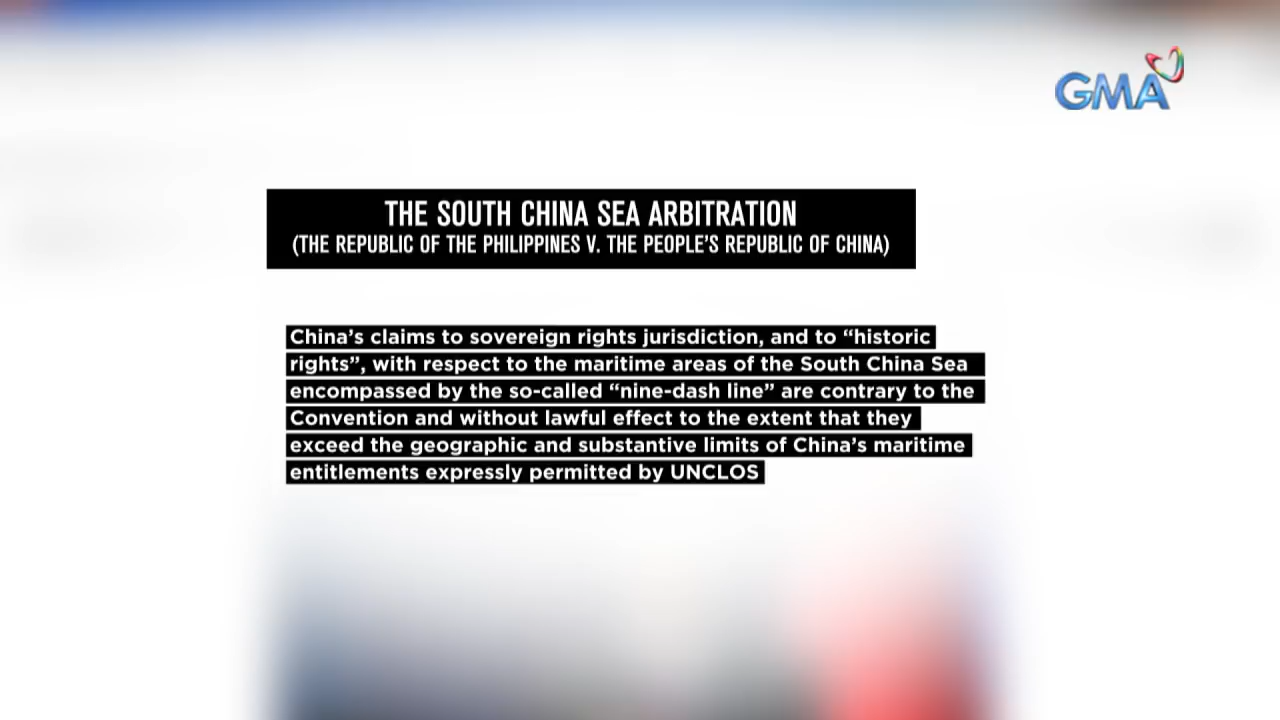 GMA
THE SOUTH CHINA SEA ARBITRATION
(THE REPUBLIC OF THE PHILIPPINES V. THE PEOPLE'S REPUBLIC OF CHINA)
China's claims to sovereign rights jurisdiction, and to “historic
rights”, with respect to the maritime areas of the South China Sea
encompassed by the so-called “nine-dash line” are contrary to the
Convention and without lawful effect to the extent that they
exceed the geographic and substantive limits of China's maritime
entitlements expressly permitted by UNCLOS